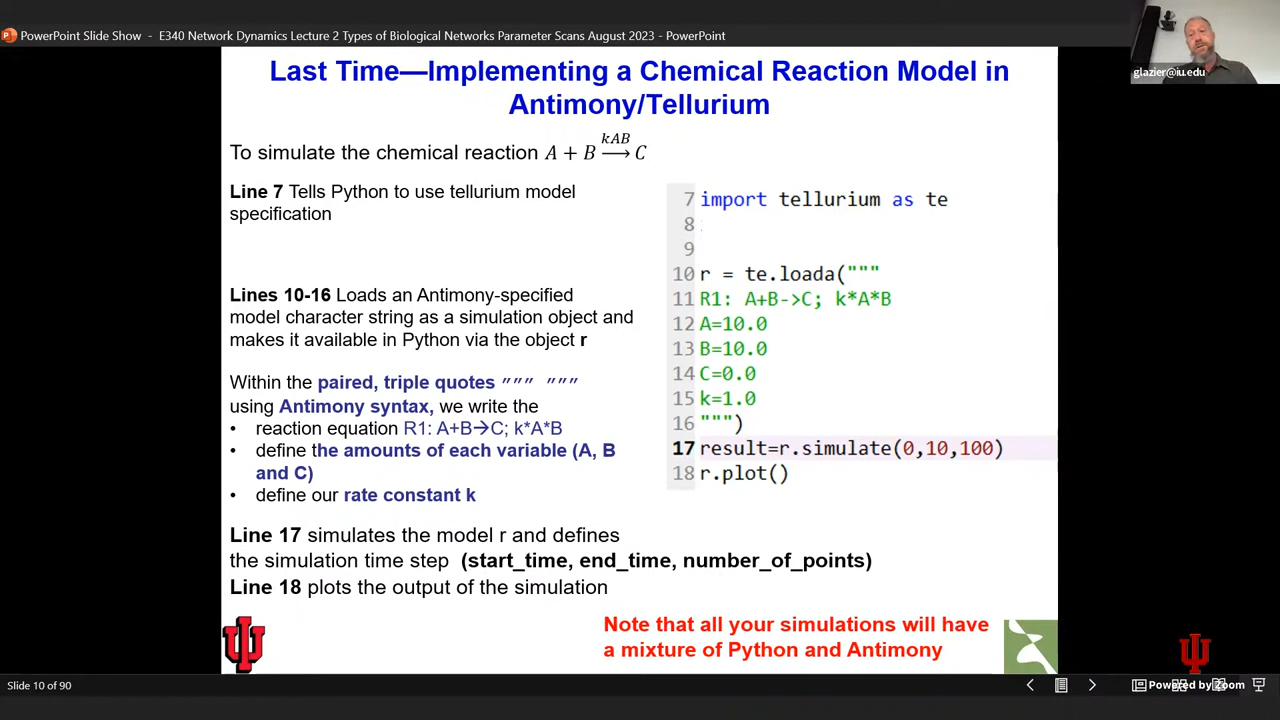 PowerPoint Slide Show - E340 Network Dynamics Lecture 2 Types of Biological Networks Parameter Scans August 2023 - PowerPoint
glazier@iu.edu
Last Time—Implementing a Chemical Reaction Model in
Antimony/Tellurium
To simulate the chemical reaction A + B kAB → C
Line 7 Tells Python to use tellurium model
specification
Lines 10-16 Loads an Antimony-specified
model character string as a simulation object and
makes it available in Python via the object r
Within the paired, triple quotes """ """
using Antimony syntax, we write the
• reaction equation R1: A+B→C; k*A*B
• define the amounts of each variable (A, B
and C)
• define our rate constant k
7 import tellurium as te
8
9
10 r = te.loada("""
11 R1: A+B->C; k*A*B
12 A=10.0
13 B=10.0
14 C=0.0
15 k=1.0
16 """)
17 result=r.simulate(0,10,100)
18 r.plot()
Line 17 simulates the model r and defines
the simulation time step (start_time, end_time, number_of_points)
Line 18 plots the output of the simulation
Note that all your simulations will have
a mixture of Python and Antimony
Slide 10 of 90
Powered by Zoom